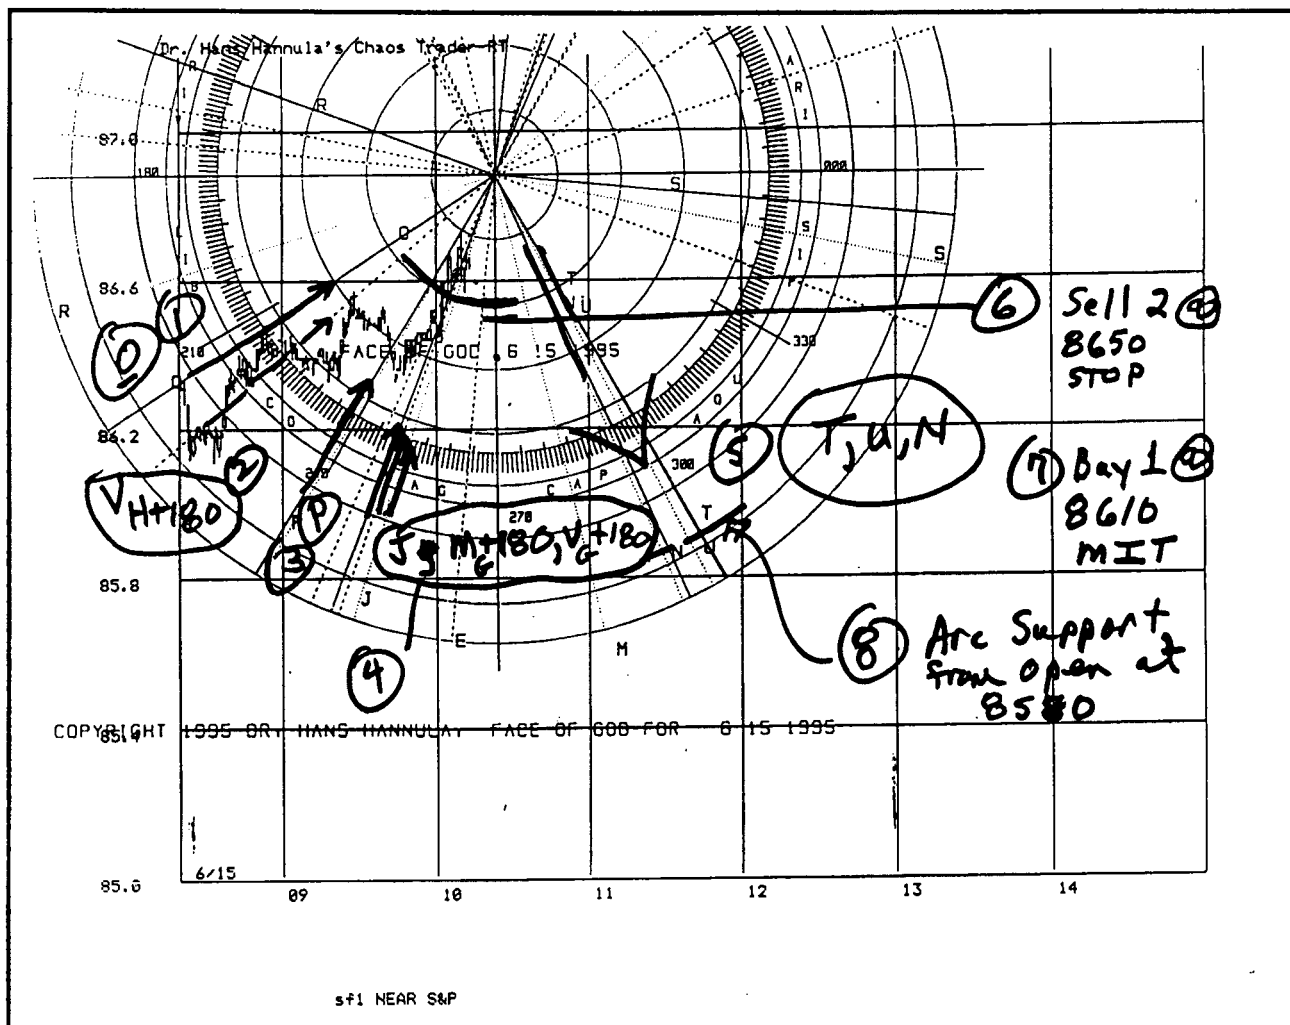 Dr. Hans Hannula's Chaos Trader-RT
R
87.0
180
000
A R I
S
S
O
86.6
T
U
R
L I B
P I S
6 Sell 2 @
8650
STOP
1
0
210
330
FACE OF GOD 6 15 1995
O
86.2
S C O
A Q U
2
240
300
5
T, U, N
7 Buy 1 @
8610
MIT
V H+180
S A G
C A P
270
P
3
J M G+180, V G+180
T
N U
85.8
J
E
M
4
8 Arc Support
from open at
8580
COPYRIGHT 1995 DR. HANS HANNULA, FACE OF GOD FOR 6 15 1995
85.4
6/15
85.0
09 10 11 12 13 14
sf1 NEAR S&P